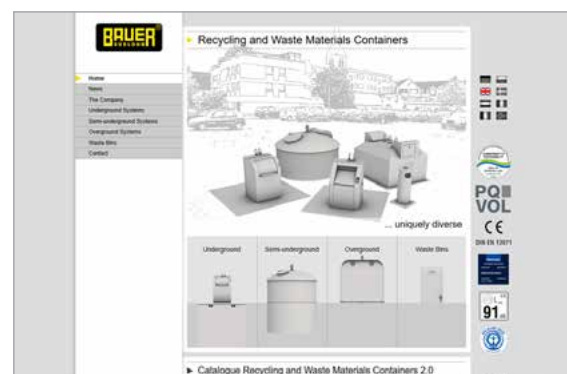 BAUER
Recycling and Waste Materials Containers
Home
News
The Company
Underground Systems
Semi-underground Systems
Overground Systems
Waste Bins
Contact
... uniquely diverse
Underground
Semi-underground
Overground
Waste Bins
PQ
VOL
CE
DIN EN 13071
91
Catalogue Recycling and Waste Materials Containers 2.0